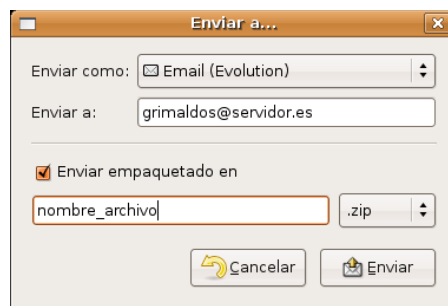 Enviar a...
Enviar como: Email (Evolution)
Enviar a: grimaldos@servidor.es
Enviar empaquetado en
nombre_archivo .zip
Cancelar Enviar